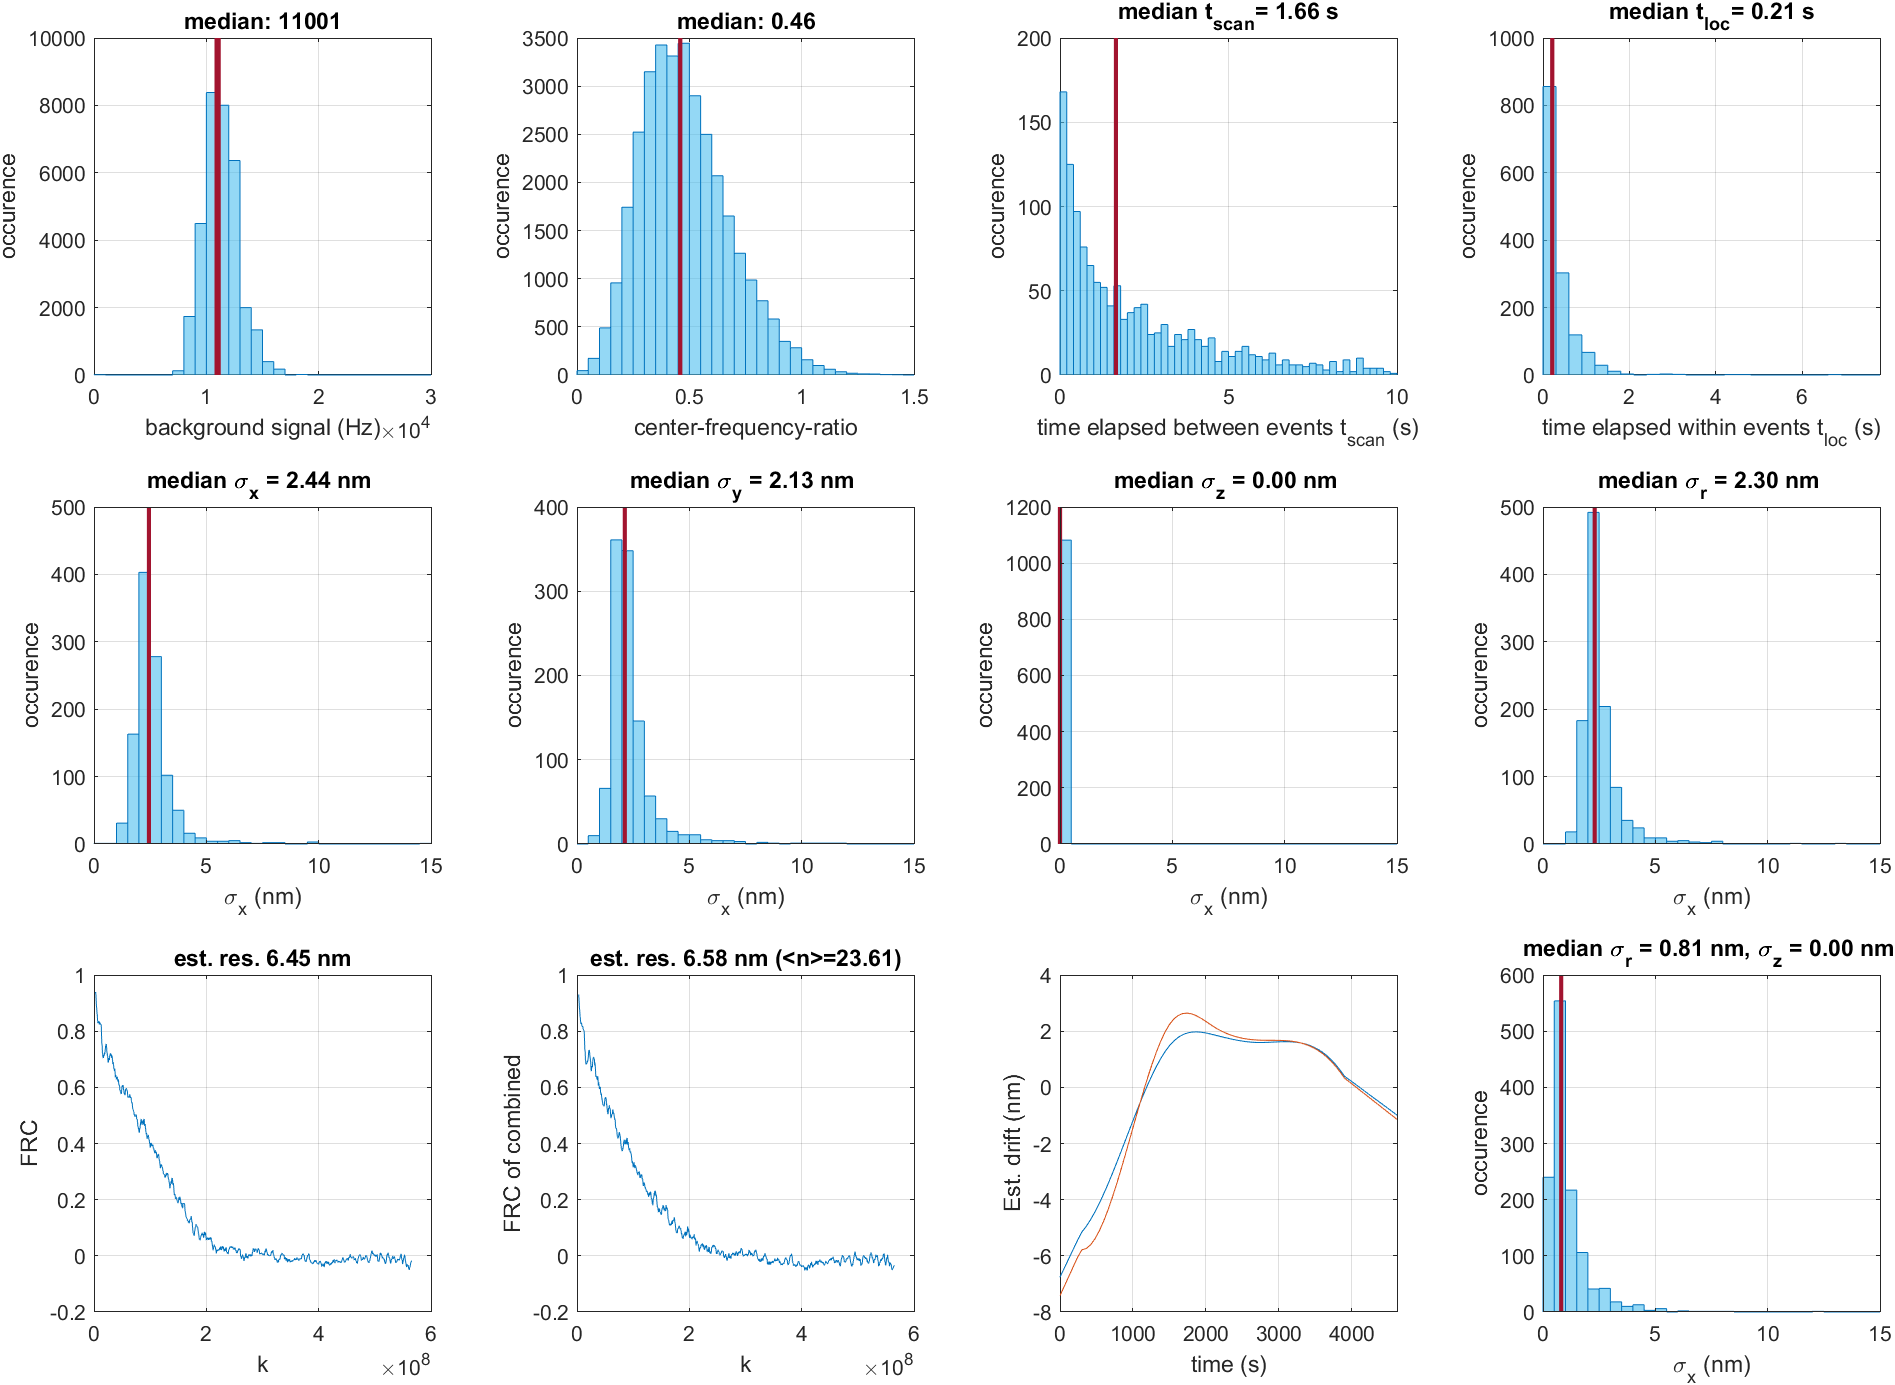 median: 11001
10000
8000
6000
4000
2000
0
occurence
0 1 2 3
background signal (Hz) ×10^4
median: 0.46
3500
3000
2500
2000
1500
1000
500
0
occurence
0 0.5 1 1.5
center-frequency-ratio
median t_scan = 1.66 s
200
150
100
50
0
occurence
0 5 10
time elapsed between events t_scan (s)
median t_loc = 0.21 s
1000
800
600
400
200
0
occurence
0 2 4 6
time elapsed within events t_loc (s)
median σ_x = 2.44 nm
500
400
300
200
100
0
occurence
0 5 10 15
σ_x (nm)
median σ_y = 2.13 nm
400
300
200
100
0
occurence
0 5 10 15
σ_x (nm)
median σ_z = 0.00 nm
1200
1000
800
600
400
200
0
occurence
0 5 10 15
σ_x (nm)
median σ_r = 2.30 nm
500
400
300
200
100
0
occurence
0 5 10 15
σ_x (nm)
est. res. 6.45 nm
1
0.8
0.6
0.4
0.2
0
-0.2
FRC
0 2 4 6
k ×10^8
est. res. 6.58 nm (<n>=23.61)
1
0.8
0.6
0.4
0.2
0
-0.2
FRC of combined
0 2 4 6
k ×10^8
4
2
0
-2
-4
-6
-8
Est. drift (nm)
0 1000 2000 3000 4000
time (s)
median σ_r = 0.81 nm, σ_z = 0.00 nm
600
500
400
300
200
100
0
occurence
0 5 10 15
σ_x (nm)